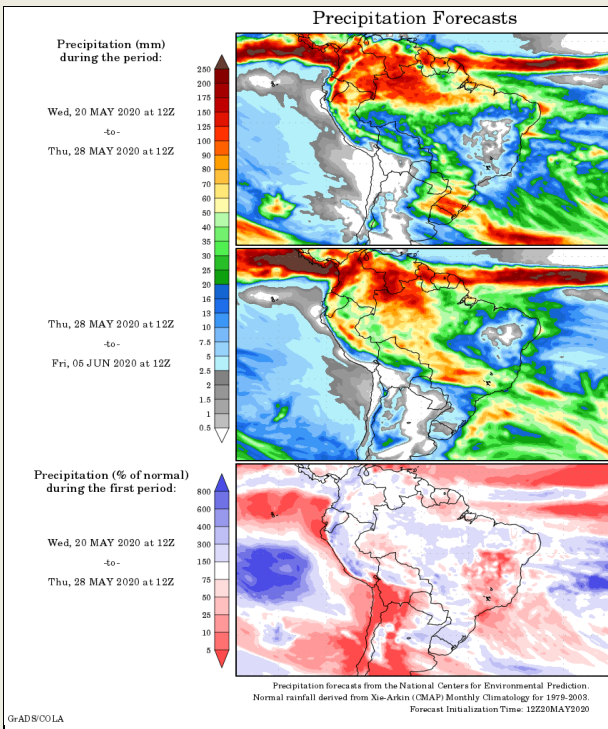 Precipitation Forecasts
Precipitation (mm)
during the period:
Wed, 20 MAY 2020 at 12Z
-to-
Thu, 28 MAY 2020 at 12Z
250
200
175
150
125
100
90
80
70
60
50
40
35
30
25
20
16
13
10
7.5
5
2.5
2
1.5
1
0.5
Thu, 28 MAY 2020 at 12Z
-to-
Fri, 05 JUN 2020 at 12Z
Precipitation (% of normal)
during the first period:
Wed, 20 MAY 2020 at 12Z
-to-
Thu, 28 MAY 2020 at 12Z
800
600
400
300
150
75
50
25
10
5
Precipitation forecasts from the National Centers for Environmental Prediction.
Normal rainfall derived from Xie-Arkin (CMAP) Monthly Climatology for 1979-2003.
Forecast Initialization Time: 12Z20MAY2020
GrADS/COLA